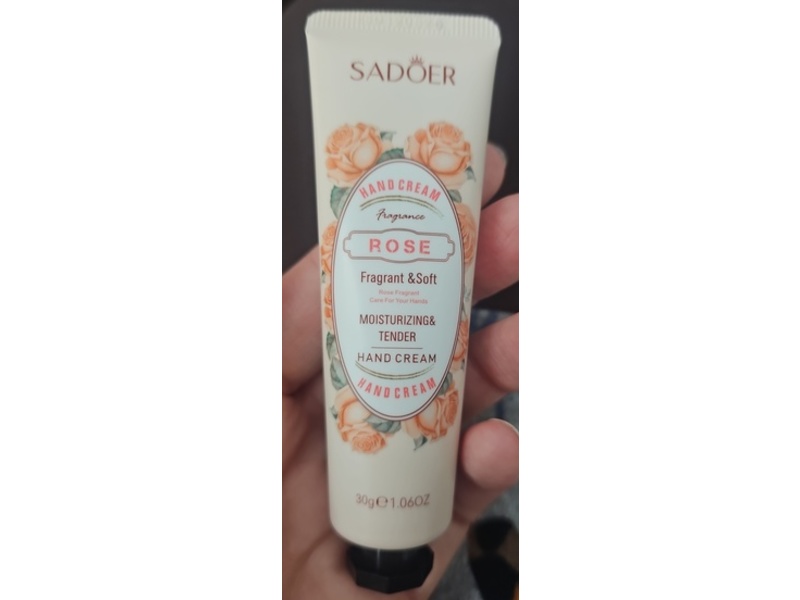 SADOER
HAND CREAM
Fragrance
ROSE
Fragrant &Soft
Rose Fragrant
Care For Your Hands
MOISTURIZING&
TENDER
HAND CREAM
HAND CREAM
30g℮1.06OZ